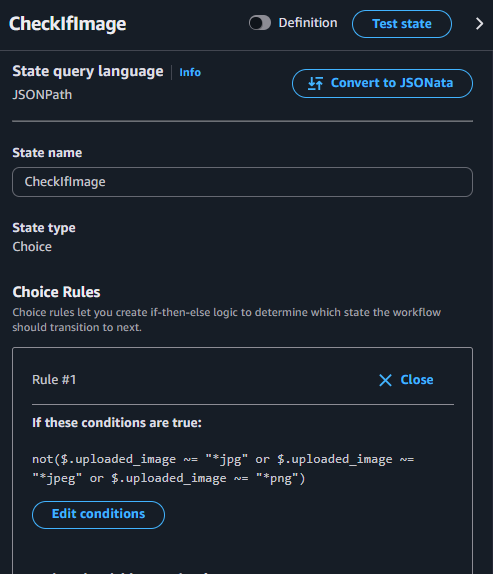 CheckIfImage
Definition
Test state
State query language
Info
JSONPath
Convert to JSONata
State name
CheckIfImage
State type
Choice
Choice Rules
Choice rules let you create if-then-else logic to determine which state the workflow
should transition to next.
Rule #1
Close
If these conditions are true:
not($.uploaded_image ~= "*jpg" or $.uploaded_image ~=
"*jpeg" or $.uploaded_image ~= "*png")
Edit conditions